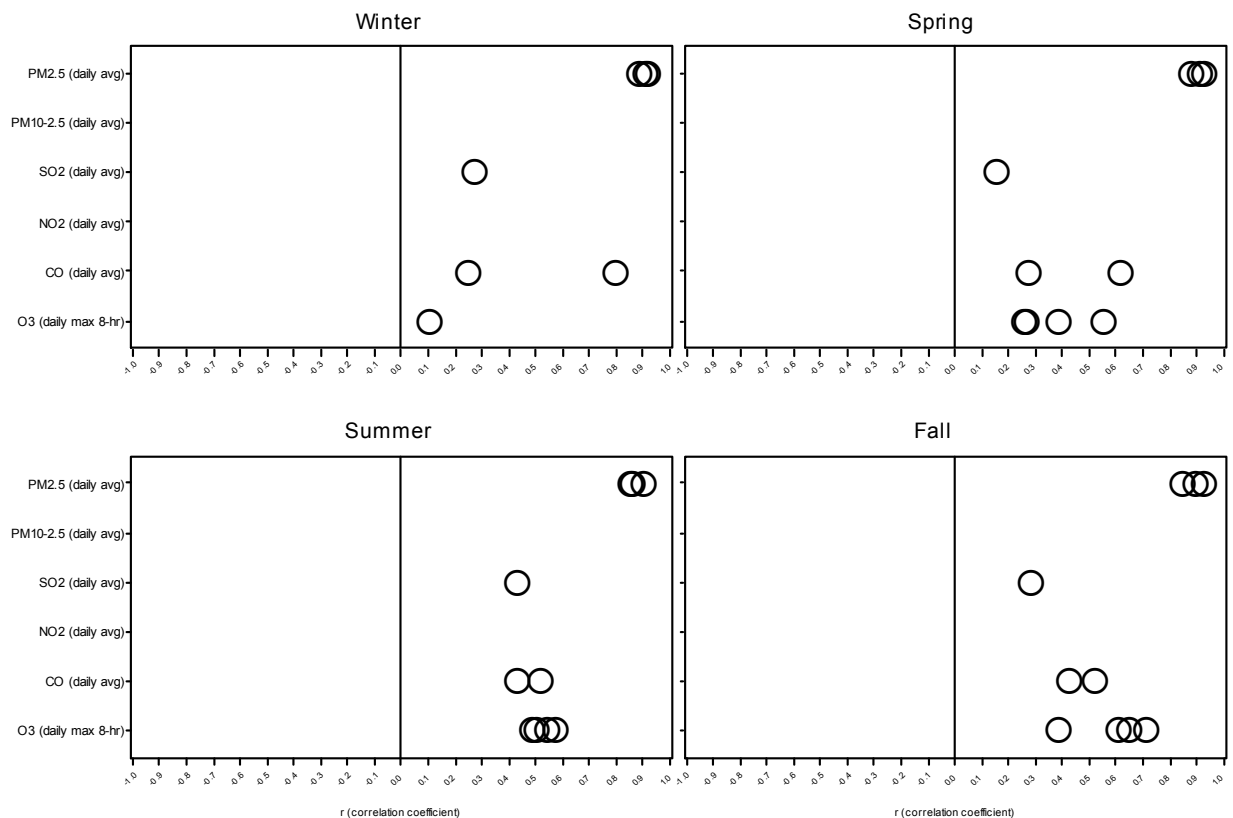 Winter
Spring
PM2.5 (daily avg)
PM10-2.5 (daily avg)
SO2 (daily avg)
NO2 (daily avg)
CO (daily avg)
O3 (daily max 8-hr)
-1.0 -0.9 -0.8 -0.7 -0.6 -0.5 -0.4 -0.3 -0.2 -0.1 0.0 0.1 0.2 0.3 0.4 0.5 0.6 0.7 0.8 0.9 1.0
-1.0 -0.9 -0.8 -0.7 -0.6 -0.5 -0.4 -0.3 -0.2 -0.1 0.0 0.1 0.2 0.3 0.4 0.5 0.6 0.7 0.8 0.9 1.0
Summer
Fall
PM2.5 (daily avg)
PM10-2.5 (daily avg)
SO2 (daily avg)
NO2 (daily avg)
CO (daily avg)
O3 (daily max 8-hr)
-1.0 -0.9 -0.8 -0.7 -0.6 -0.5 -0.4 -0.3 -0.2 -0.1 0.0 0.1 0.2 0.3 0.4 0.5 0.6 0.7 0.8 0.9 1.0
-1.0 -0.9 -0.8 -0.7 -0.6 -0.5 -0.4 -0.3 -0.2 -0.1 0.0 0.1 0.2 0.3 0.4 0.5 0.6 0.7 0.8 0.9 1.0
r (correlation coefficient)
r (correlation coefficient)